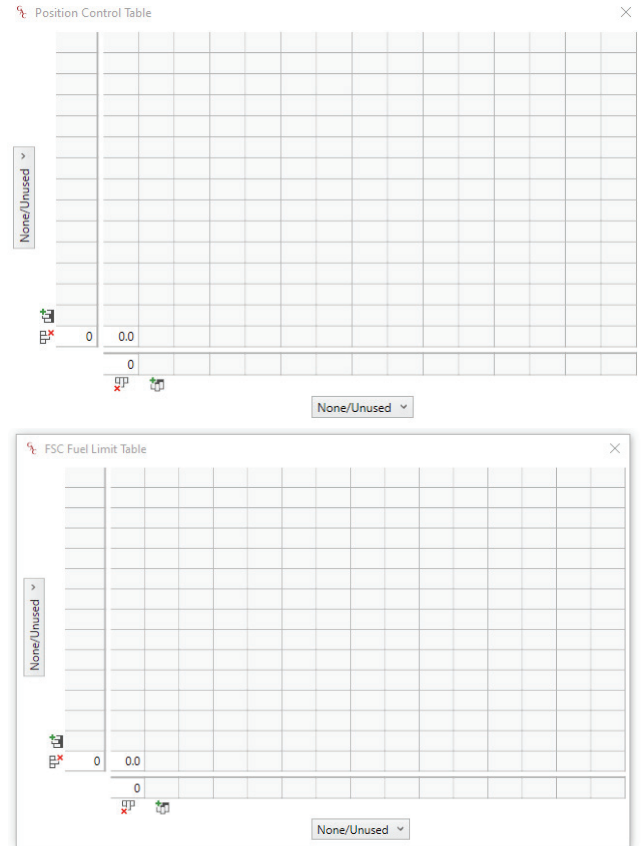 Position Control Table
None/Unused
0 0.0
0
None/Unused
FSC Fuel Limit Table
None/Unused
0 0.0
0
None/Unused